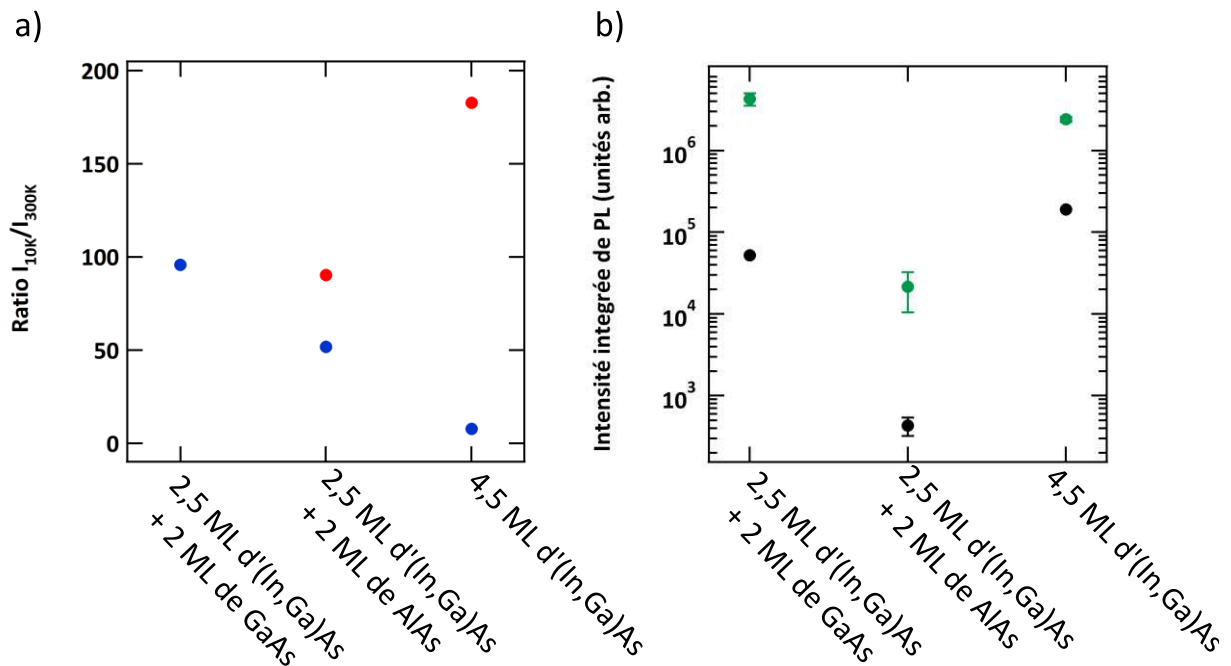 a)
Ratio I10K/I300K
200
150
100
50
0
2,5 ML d'(In,Ga)As
+ 2 ML de GaAs
2,5 ML d'(In,Ga)As
+ 2 ML de AlAs
4,5 ML d'(In,Ga)As
b)
Intensité integrée de PL (unités arb.)
10^6
10^5
10^4
10^3
2,5 ML d'(In,Ga)As
+ 2 ML de GaAs
2,5 ML d'(In,Ga)As
+ 2 ML de AlAs
4,5 ML d'(In,Ga)As